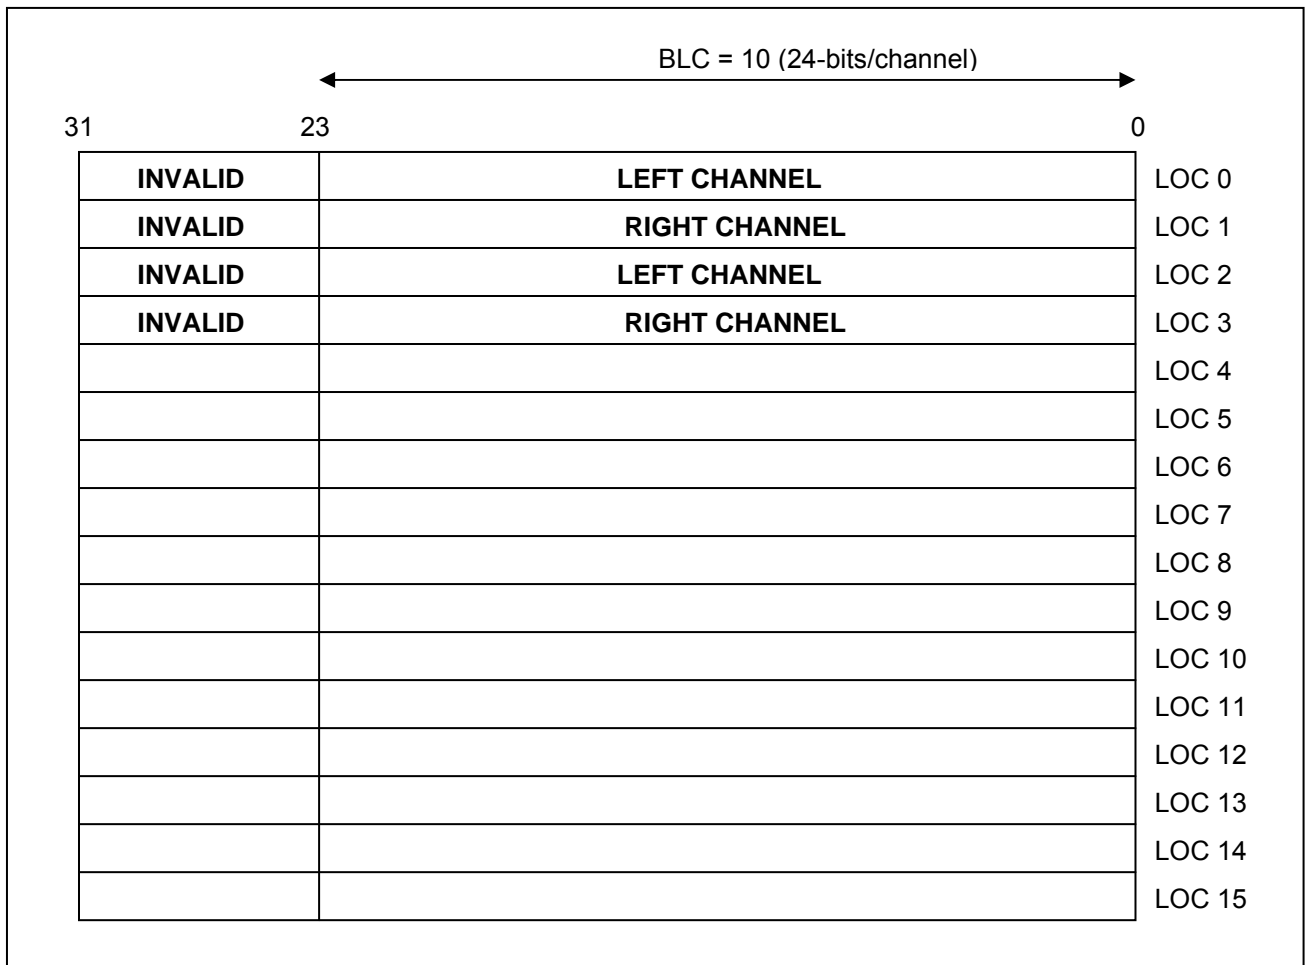 BLC = 10 (24-bits/channel)
31 23 0
INVALID LEFT CHANNEL LOC 0
INVALID RIGHT CHANNEL LOC 1
INVALID LEFT CHANNEL LOC 2
INVALID RIGHT CHANNEL LOC 3
LOC 4
LOC 5
LOC 6
LOC 7
LOC 8
LOC 9
LOC 10
LOC 11
LOC 12
LOC 13
LOC 14
LOC 15